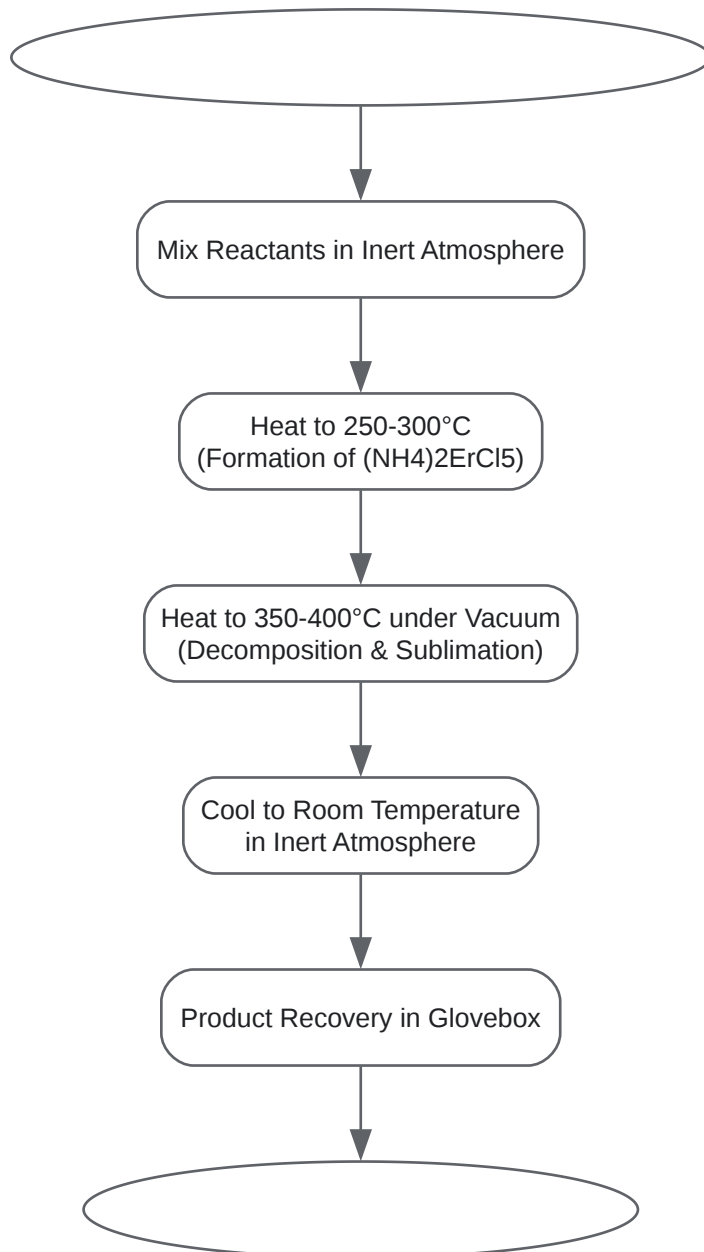 Mix Reactants in Inert Atmosphere
Heat to 250-300°C
(Formation of (NH4)2ErCl5)
Heat to 350-400°C under Vacuum
(Decomposition & Sublimation)
Cool to Room Temperature
in Inert Atmosphere
Product Recovery in Glovebox